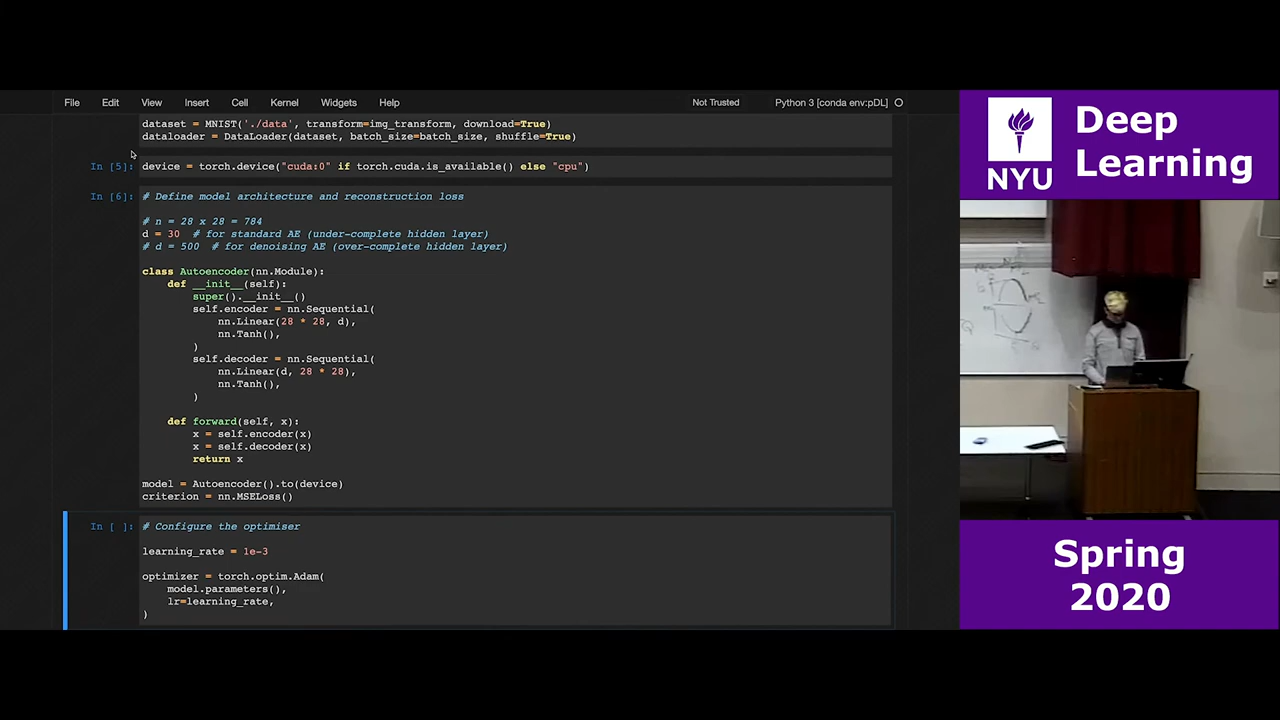 File Edit View Insert Cell Kernel Widgets Help Not Trusted Python 3 [conda env:pDL]
dataset = MNIST('./data', transform=img_transform, download=True)
dataloader = DataLoader(dataset, batch_size=batch_size, shuffle=True)
In [5]: device = torch.device("cuda:0" if torch.cuda.is_available() else "cpu")
In [6]: # Define model architecture and reconstruction loss
# n = 28 x 28 = 784
d = 30  # for standard AE (under-complete hidden layer)
# d = 500  # for denoising AE (over-complete hidden layer)
class Autoencoder(nn.Module):
    def __init__(self):
        super().__init__()
        self.encoder = nn.Sequential(
            nn.Linear(28 * 28, d),
            nn.Tanh(),
        )
        self.decoder = nn.Sequential(
            nn.Linear(d, 28 * 28),
            nn.Tanh(),
        )
    def forward(self, x):
        x = self.encoder(x)
        x = self.decoder(x)
        return x
model = Autoencoder().to(device)
criterion = nn.MSELoss()
In [ ]: # Configure the optimiser
learning_rate = 1e-3
optimizer = torch.optim.Adam(
    model.parameters(),
    lr=learning_rate,
)
NYU
Deep
Learning
Spring
2020